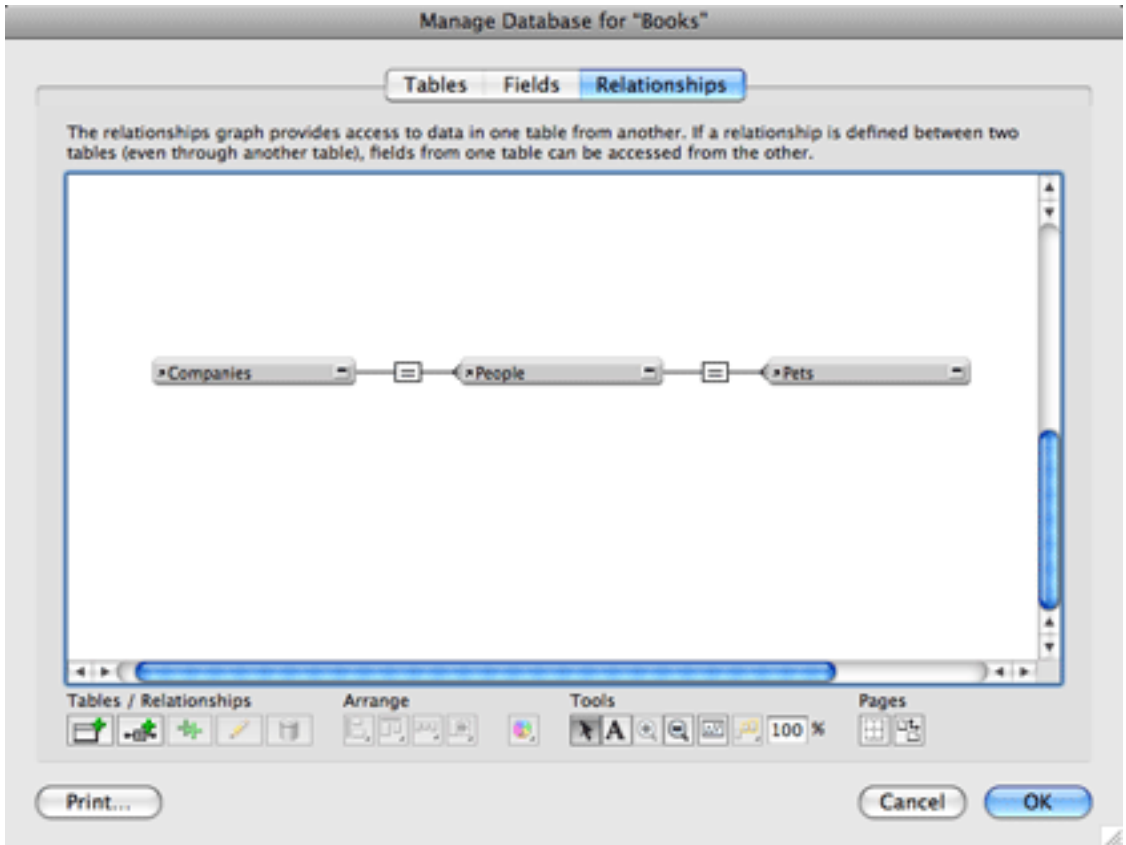 Manage Database for "Books"
Tables Fields Relationships
The relationships graph provides access to data in one table from another. If a relationship is defined between two
tables (even through another table), fields from one table can be accessed from the other.
Companies = People = Pets
Tables / Relationships Arrange Tools Pages
A 100 %
Print... Cancel OK